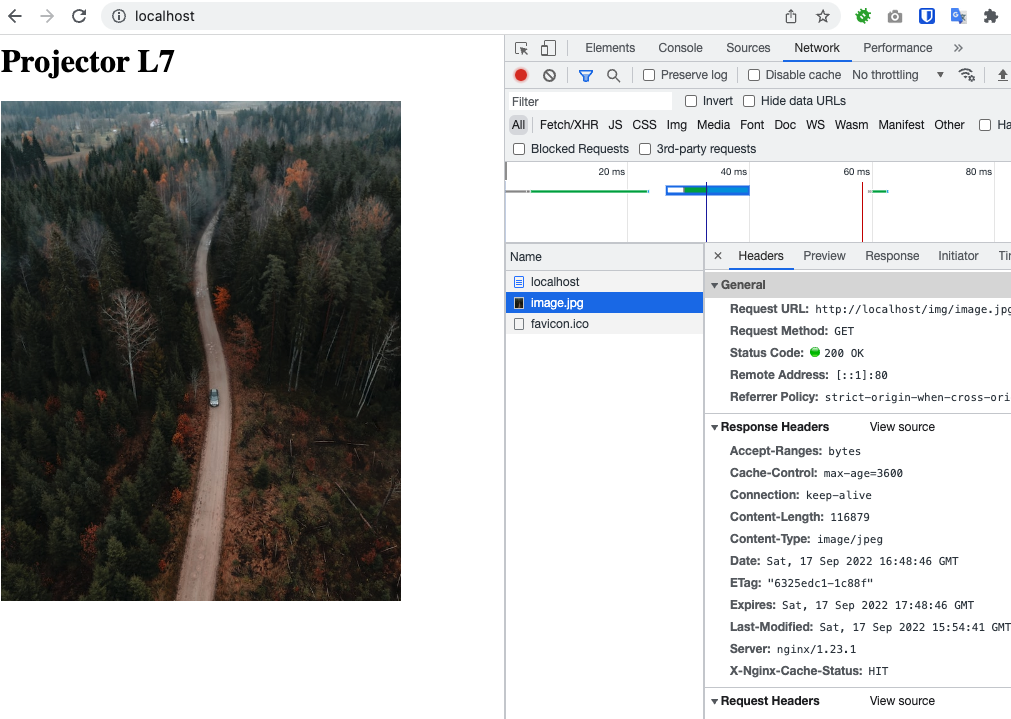 localhost
Projector L7
Elements Console Sources Network Performance »
Preserve log Disable cache No throttling
Filter Invert Hide data URLs
All Fetch/XHR JS CSS Img Media Font Doc WS Wasm Manifest Other Ha
Blocked Requests 3rd-party requests
20 ms 40 ms 60 ms 80 ms
Name
localhost
image.jpg
favicon.ico
× Headers Preview Response Initiator Tir
General
Request URL: http://localhost/img/image.jpg
Request Method: GET
Status Code: 200 OK
Remote Address: [::1]:80
Referrer Policy: strict-origin-when-cross-ori
Response Headers View source
Accept-Ranges: bytes
Cache-Control: max-age=3600
Connection: keep-alive
Content-Length: 116879
Content-Type: image/jpeg
Date: Sat, 17 Sep 2022 16:48:46 GMT
ETag: "6325edc1-1c88f"
Expires: Sat, 17 Sep 2022 17:48:46 GMT
Last-Modified: Sat, 17 Sep 2022 15:54:41 GMT
Server: nginx/1.23.1
X-Nginx-Cache-Status: HIT
Request Headers View source